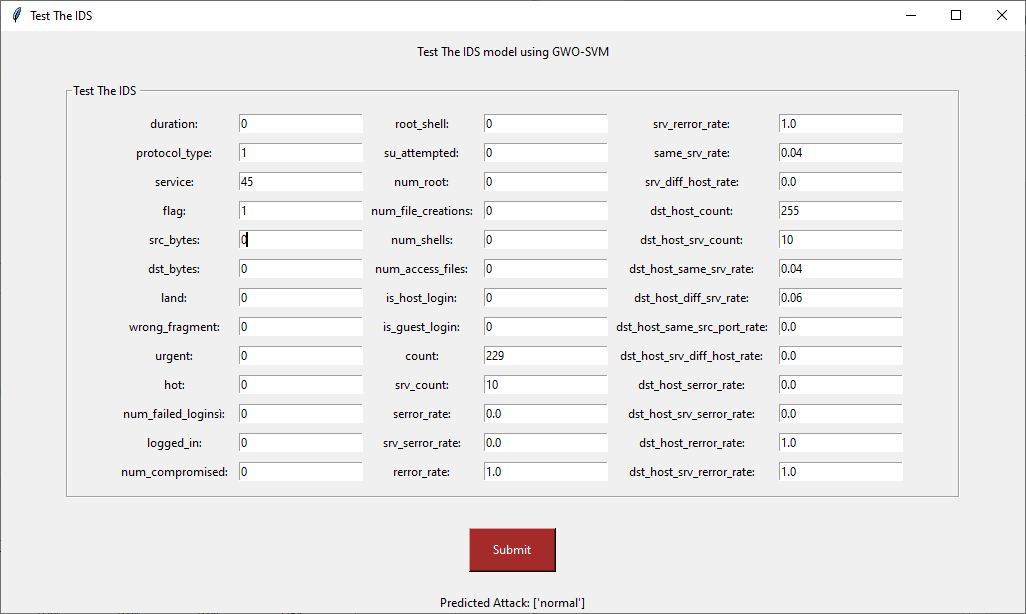 Test The IDS
Test The IDS model using GWO-SVM
Test The IDS
duration: 0 root_shell: 0 srv_rerror_rate: 1.0
protocol_type: 1 su_attempted: 0 same_srv_rate: 0.04
service: 45 num_root: 0 srv_diff_host_rate: 0.0
flag: 1 num_file_creations: 0 dst_host_count: 255
src_bytes: 0 num_shells: 0 dst_host_srv_count: 10
dst_bytes: 0 num_access_files: 0 dst_host_same_srv_rate: 0.04
land: 0 is_host_login: 0 dst_host_diff_srv_rate: 0.06
wrong_fragment: 0 is_guest_login: 0 dst_host_same_src_port_rate: 0.0
urgent: 0 count: 229 dst_host_srv_diff_host_rate: 0.0
hot: 0 srv_count: 10 dst_host_serror_rate: 0.0
num_failed_loginsì: 0 serror_rate: 0.0 dst_host_srv_serror_rate: 0.0
logged_in: 0 srv_serror_rate: 0.0 dst_host_rerror_rate: 1.0
num_compromised: 0 rerror_rate: 1.0 dst_host_srv_rerror_rate: 1.0
Submit
Predicted Attack: ['normal']